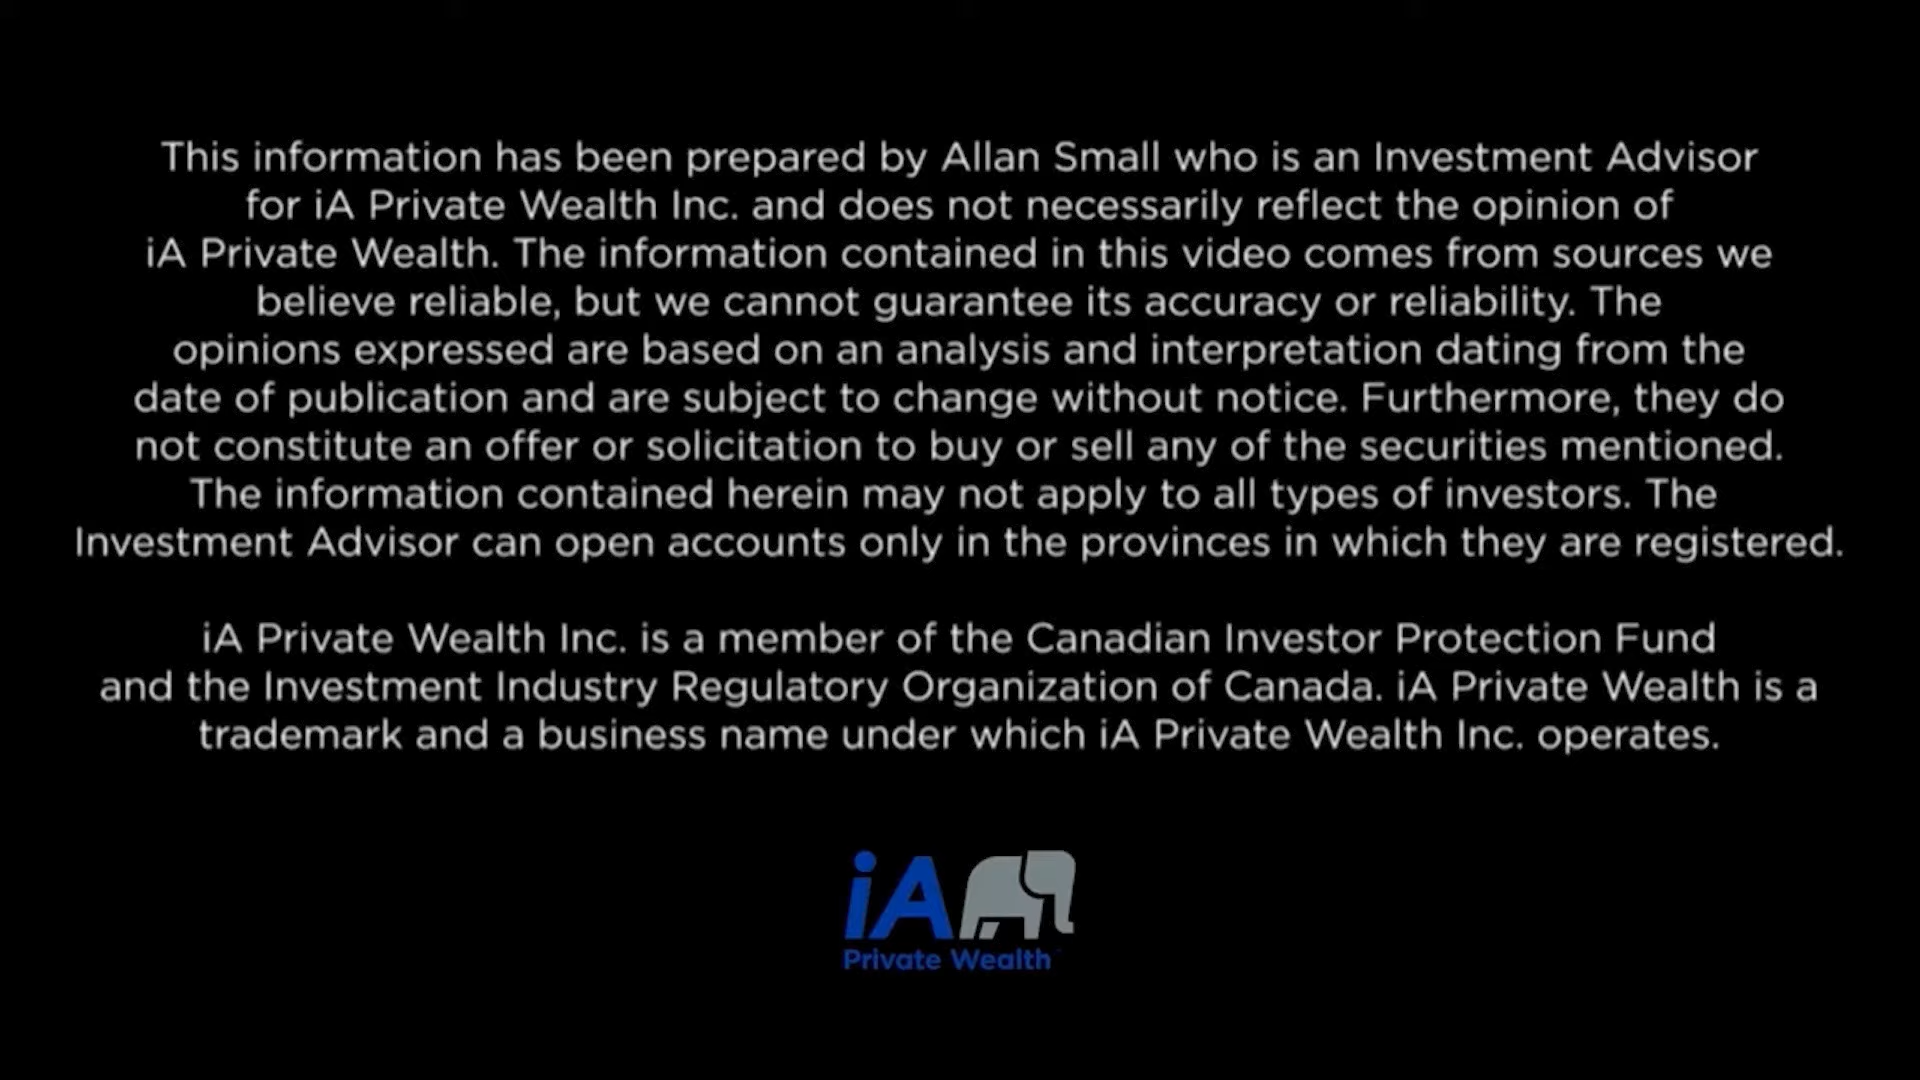 This information has been prepared by Allan Small who is an Investment Advisor
for iA Private Wealth Inc. and does not necessarily reflect the opinion of
iA Private Wealth. The information contained in this video comes from sources we
believe reliable, but we cannot guarantee its accuracy or reliability. The
opinions expressed are based on an analysis and interpretation dating from the
date of publication and are subject to change without notice. Furthermore, they do
not constitute an offer or solicitation to buy or sell any of the securities mentioned.
The information contained herein may not apply to all types of investors. The
Investment Advisor can open accounts only in the provinces in which they are registered.
iA Private Wealth Inc. is a member of the Canadian Investor Protection Fund
and the Investment Industry Regulatory Organization of Canada. iA Private Wealth is a
trademark and a business name under which iA Private Wealth Inc. operates.
iA
Private Wealth